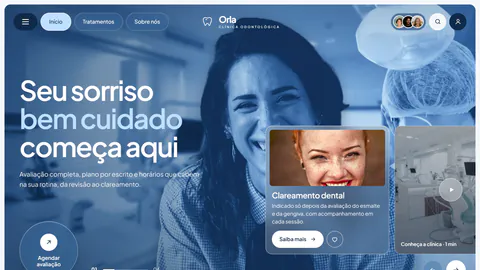 Início
Tratamentos
Sobre nós
Orla
CLÍNICA ODONTOLÓGICA
Seu sorriso
bem cuidado
começa aqui
Avaliação completa, plano por escrito e horários que cabem
na sua rotina, da revisão ao clareamento.
Agendar
avaliação
Clareamento dental
Indicado só depois da avaliação do esmalte
e da gengiva, com acompanhamento em
cada sessão.
Saiba mais
Conheça a clínica · 1 min